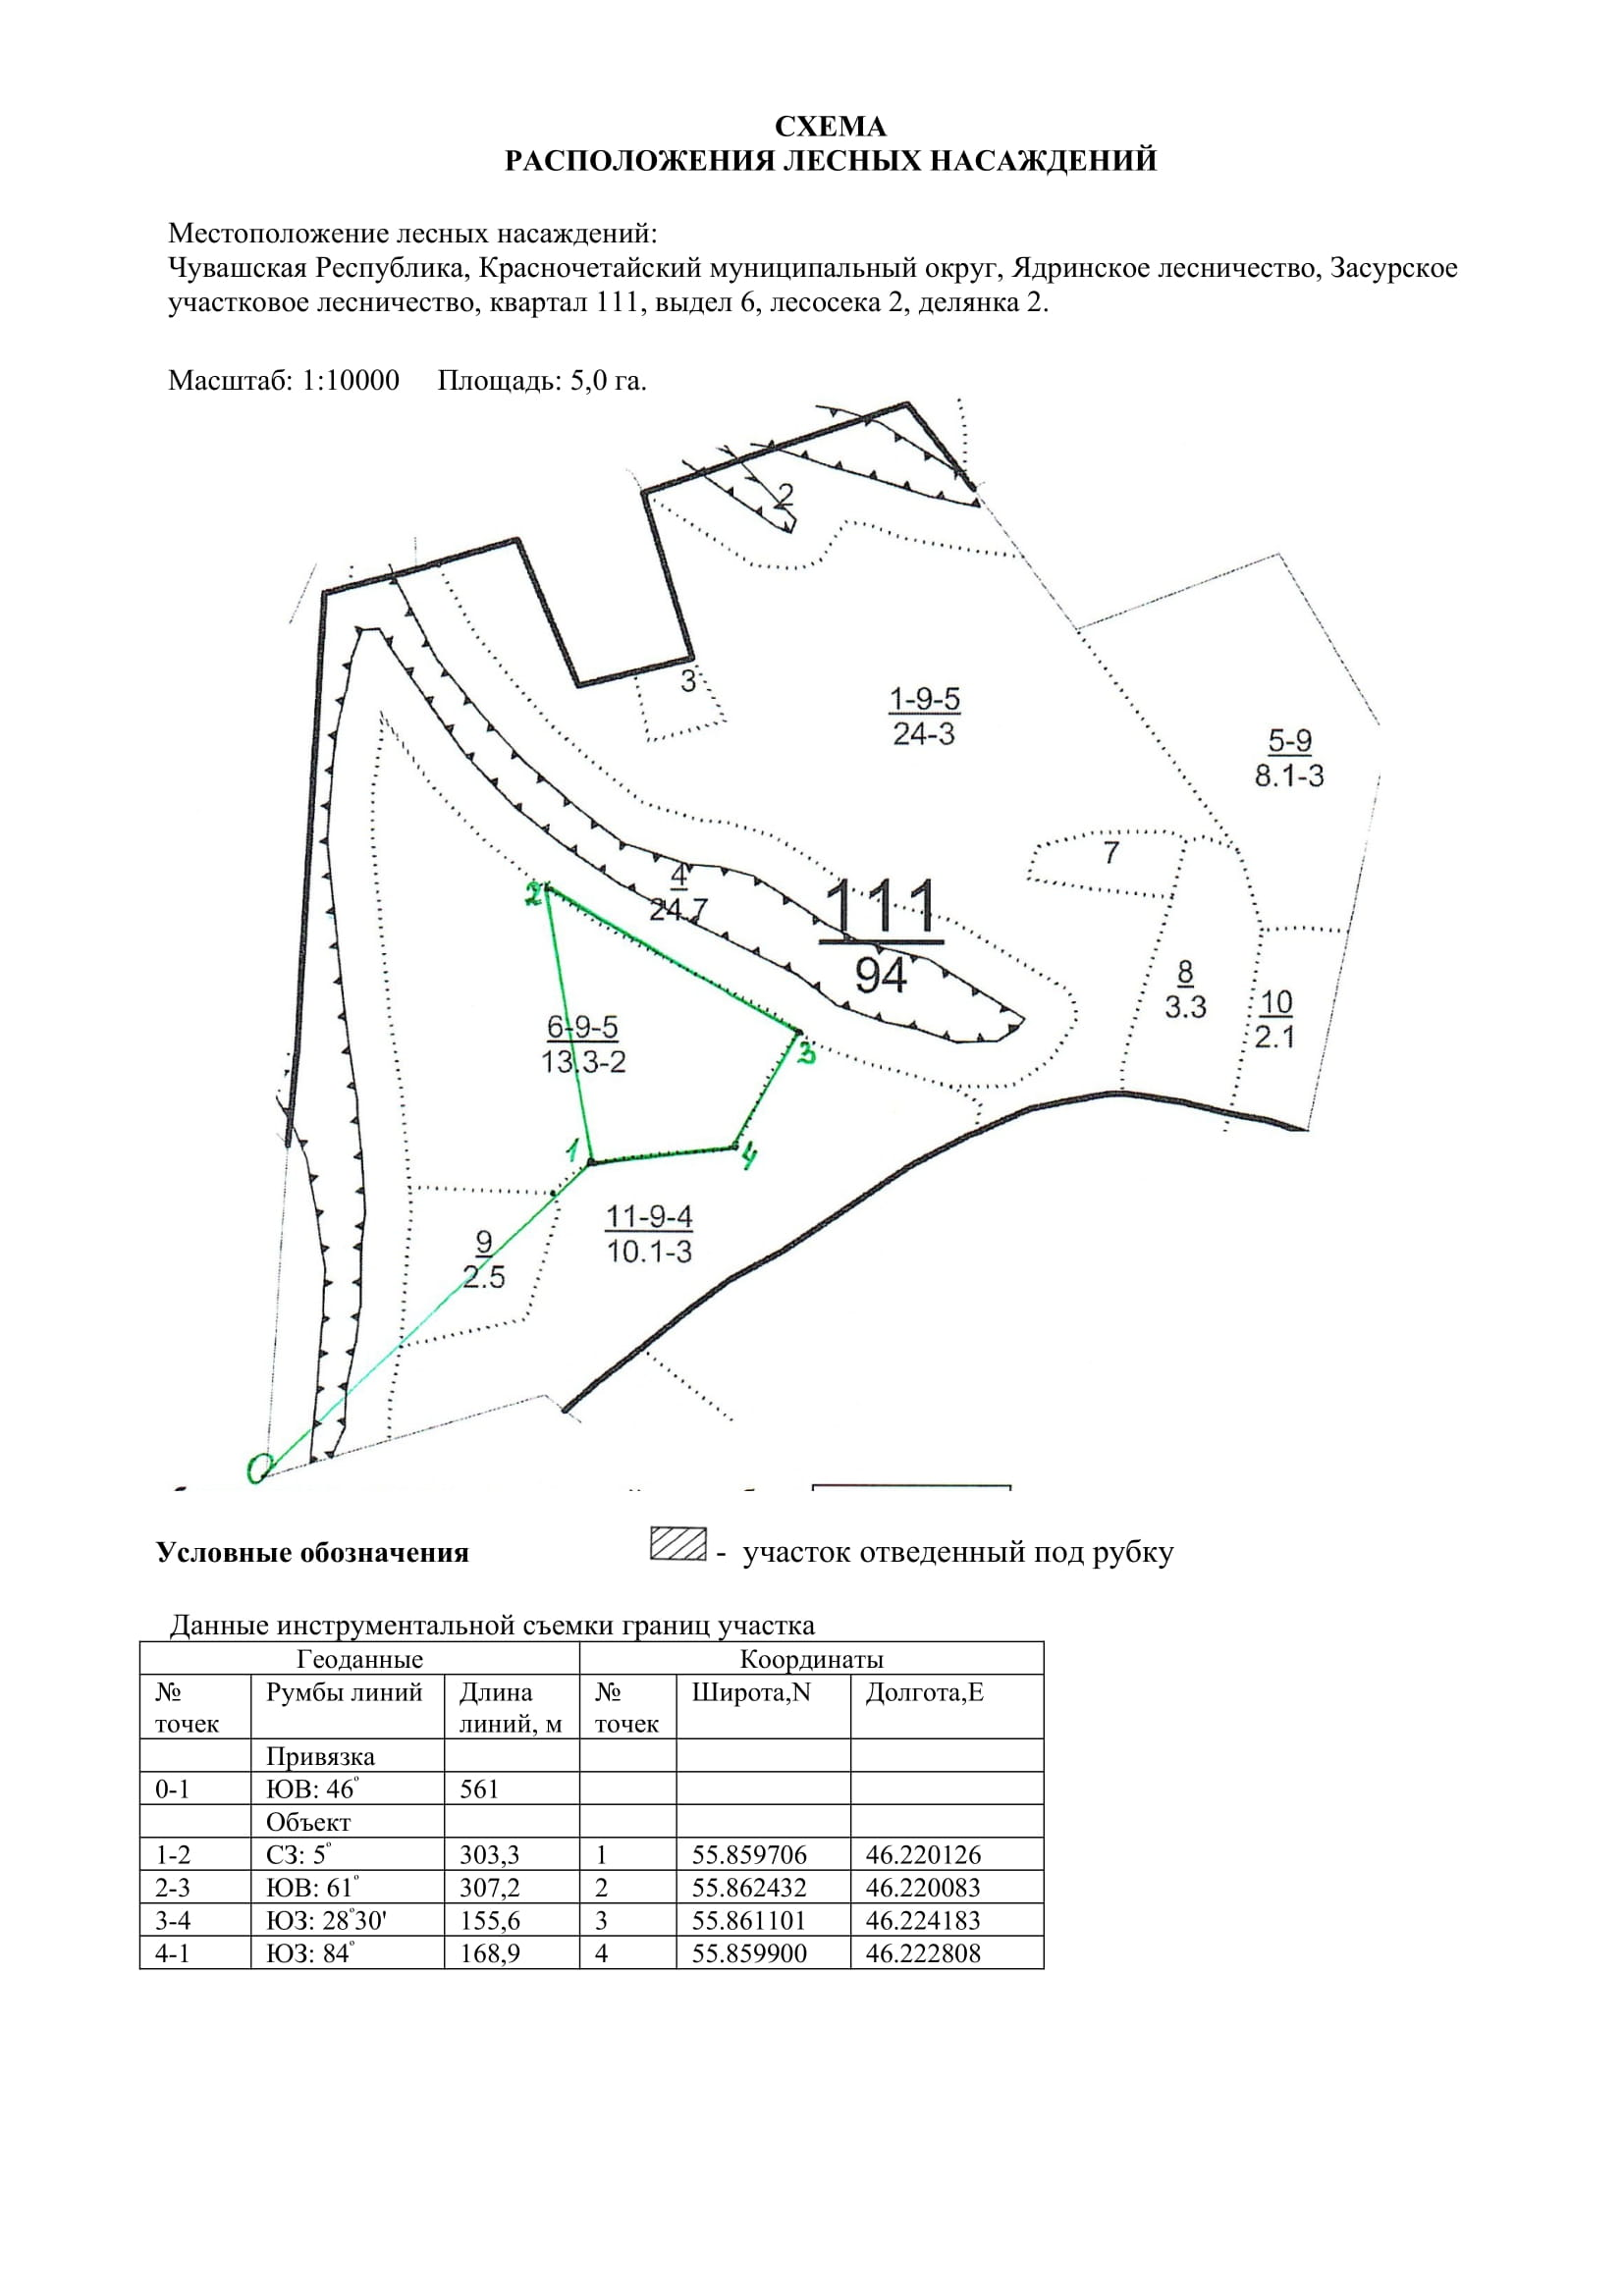 СХЕМА
РАСПОЛОЖЕНИЯ ЛЕСНЫХ НАСАЖДЕНИЙ
Местоположение лесных насаждений:
Чувашская Республика, Красночетайский муниципальный округ, Ядринское лесничество, Засурское
участковое лесничество, квартал 111, выдел 6, лесосека 2, делянка 2.
Масштаб: 1:10000 Площадь: 5,0 га.
2
3
1-9-5
24-3
5-9
8.1-3
7
4
24.7
2
111
94
8
3.3
10
2.1
6-9-5
13.3-2
3
1
4
11-9-4
10.1-3
9
2.5
0
Условные обозначения - участок отведенный под рубку
Данные инструментальной съемки границ участка
Геоданные Координаты
№ точек Румбы линий Длина линий, м № точек Широта,N Долгота,E
Привязка
0-1 ЮВ: 46° 561
Объект
1-2 СЗ: 5° 303,3 1 55.859706 46.220126
2-3 ЮВ: 61° 307,2 2 55.862432 46.220083
3-4 ЮЗ: 28°30' 155,6 3 55.861101 46.224183
4-1 ЮЗ: 84° 168,9 4 55.859900 46.222808